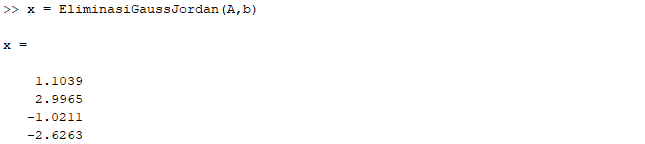 >> x = EliminasiGaussJordan(A,b)
x =
1.1039
2.9965
-1.0211
-2.6263